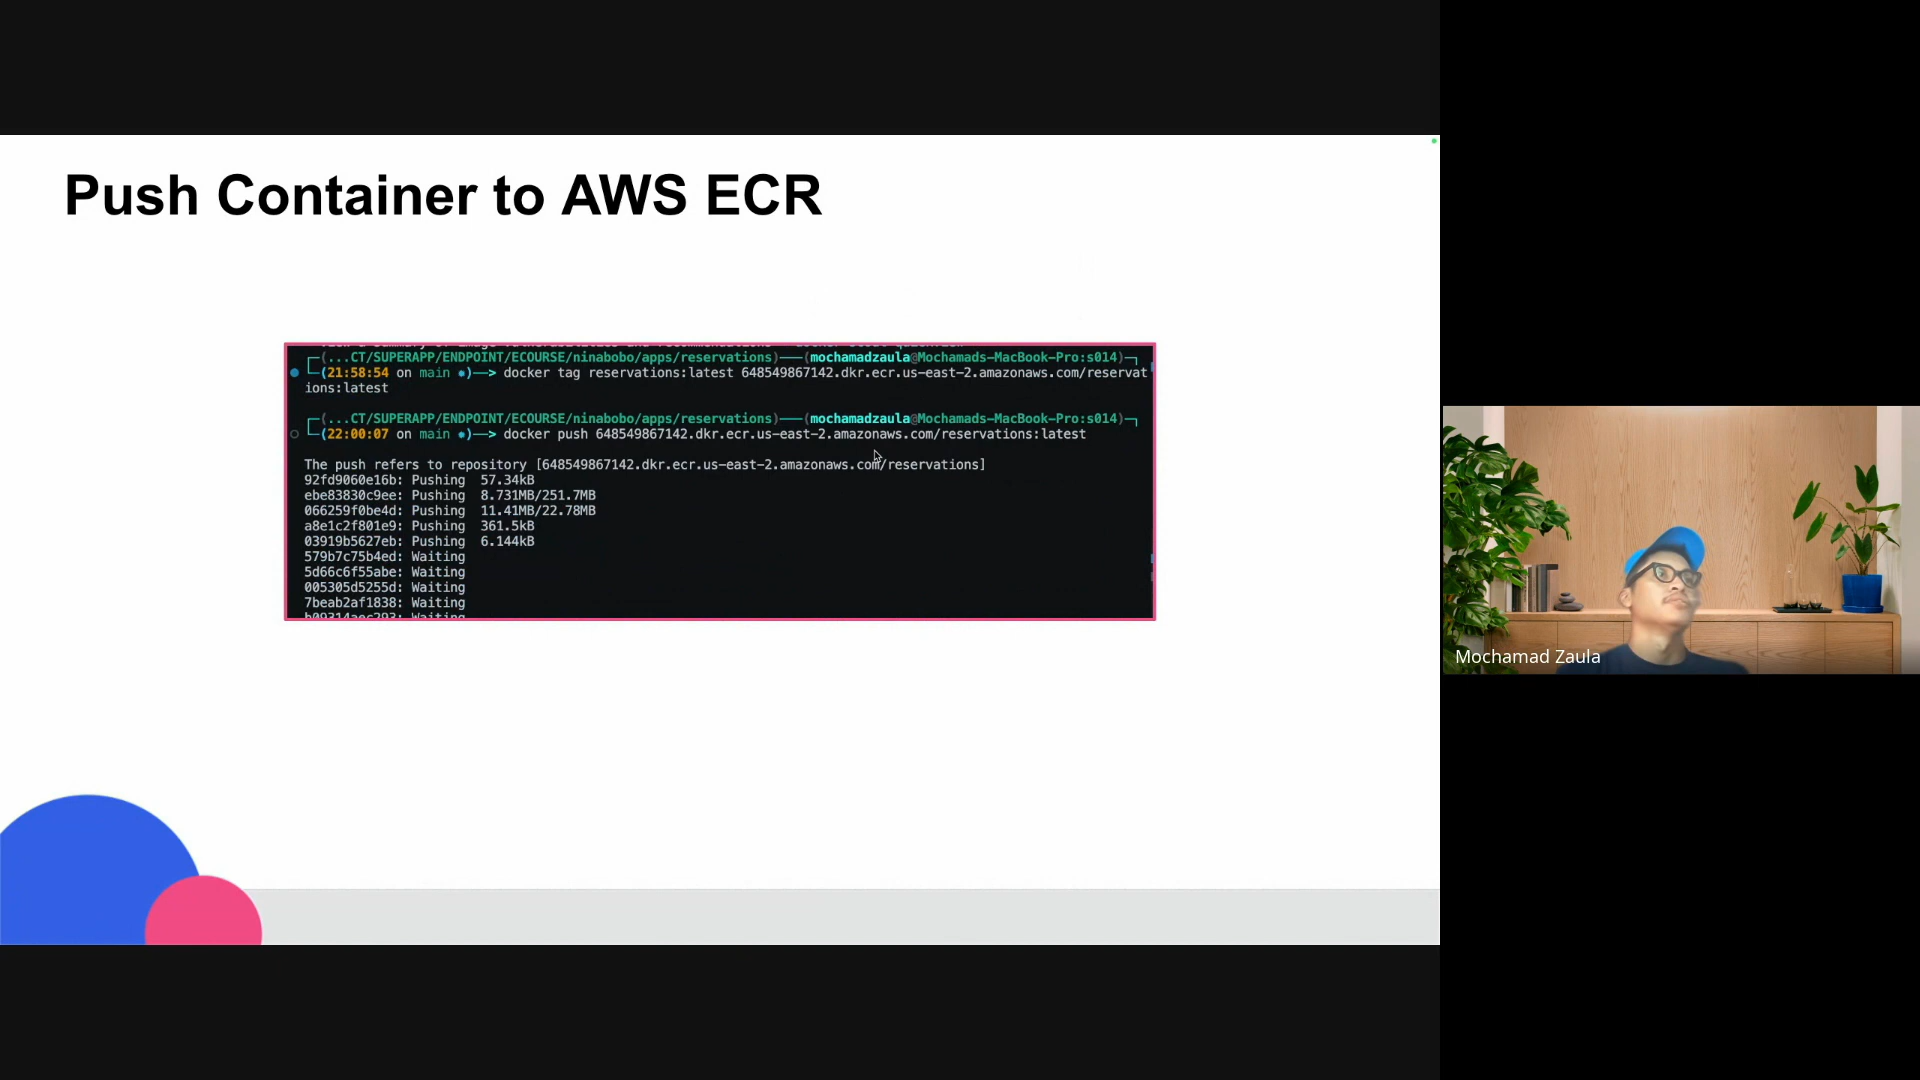 Push Container to AWS ECR
(...CT/SUPERAPP/ENDPOINT/ECOURSE/ninabobo/apps/reservations)——(mochamadzaula@Mochamads-MacBook-Pro:s014)
(21:58:54 on main ✹)——> docker tag reservations:latest 648549867142.dkr.ecr.us-east-2.amazonaws.com/reservat
ions:latest
(...CT/SUPERAPP/ENDPOINT/ECOURSE/ninabobo/apps/reservations)——(mochamadzaula@Mochamads-MacBook-Pro:s014)
(22:00:07 on main ✹)——> docker push 648549867142.dkr.ecr.us-east-2.amazonaws.com/reservations:latest
The push refers to repository [648549867142.dkr.ecr.us-east-2.amazonaws.com/reservations]
92fd9060e16b: Pushing 57.34kB
ebe83830c9ee: Pushing 8.731MB/251.7MB
066259f0be4d: Pushing 11.41MB/22.78MB
a8e1c2f801e9: Pushing 361.5kB
03919b5627eb: Pushing 6.144kB
579b7c75b4ed: Waiting
5d66c6f55abe: Waiting
005305d5255d: Waiting
7beab2af1838: Waiting
Mochamad Zaula